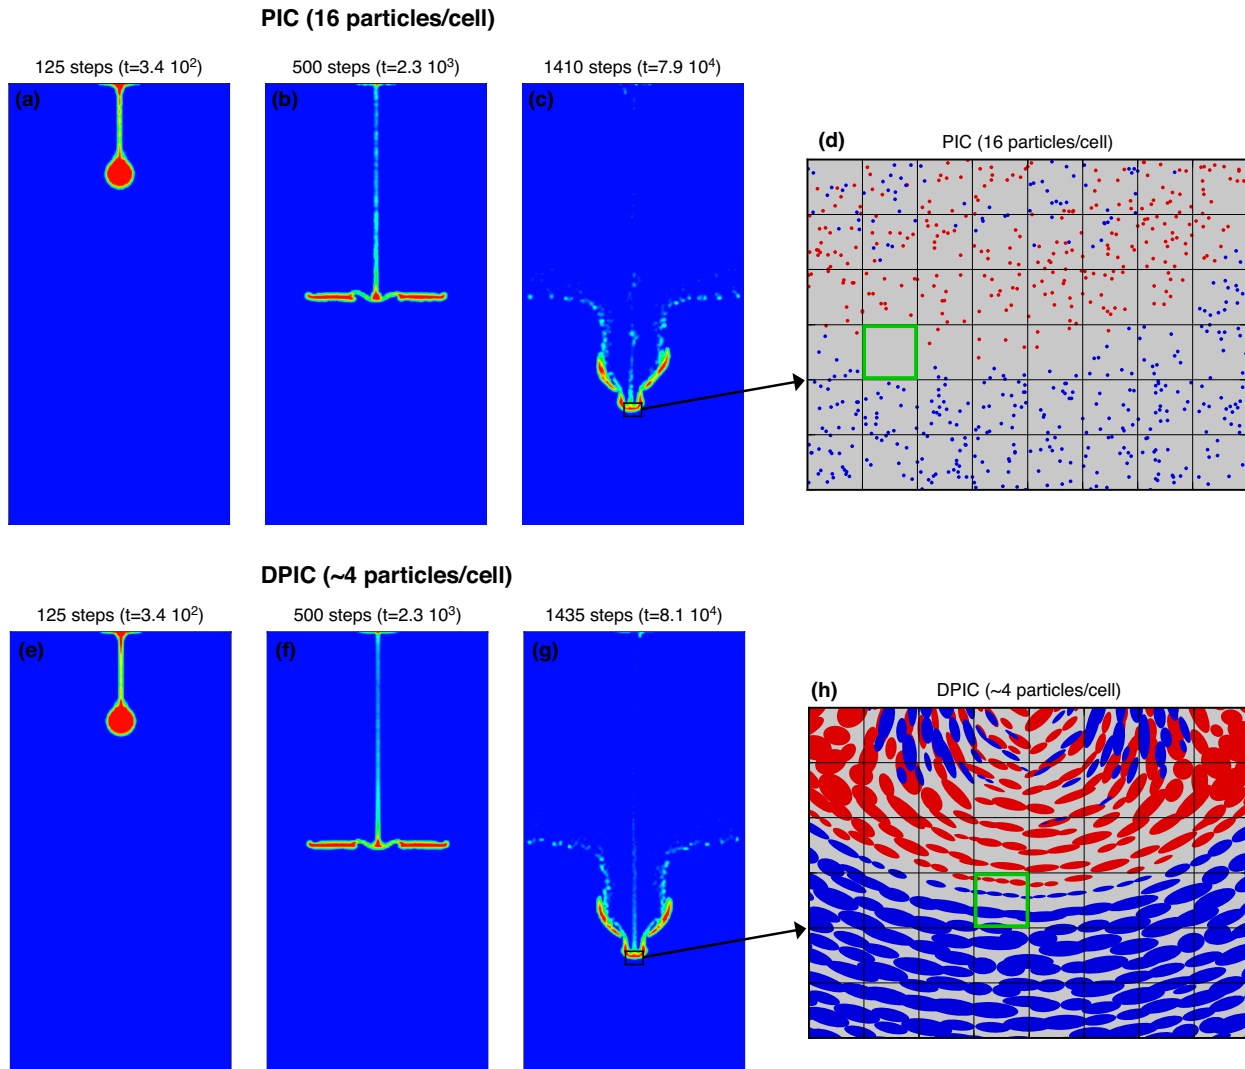 PIC (16 particles/cell)
125 steps (t=3.4 10²)
500 steps (t=2.3 10³)
1410 steps (t=7.9 10⁴)
(a)
(b)
(c)
(d)
PIC (16 particles/cell)
DPIC (~4 particles/cell)
125 steps (t=3.4 10²)
500 steps (t=2.3 10³)
1435 steps (t=8.1 10⁴)
(e)
(f)
(g)
(h)
DPIC (~4 particles/cell)